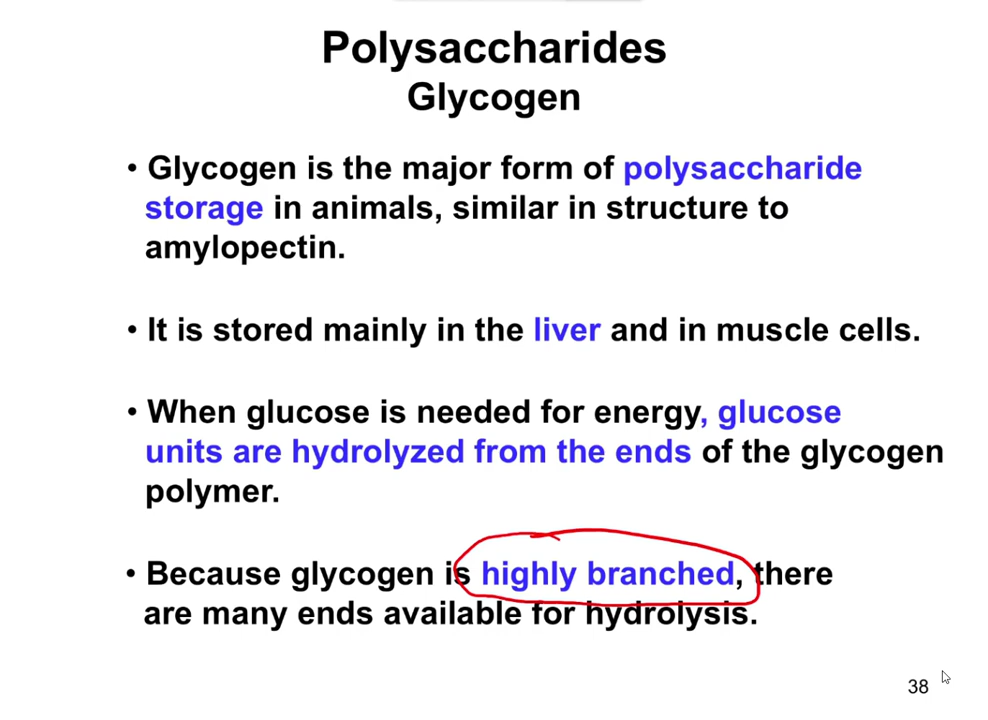 Polysaccharides
Glycogen
• Glycogen is the major form of polysaccharide
storage in animals, similar in structure to
amylopectin.
• It is stored mainly in the liver and in muscle cells.
• When glucose is needed for energy, glucose
units are hydrolyzed from the ends of the glycogen
polymer.
• Because glycogen is highly branched, there
are many ends available for hydrolysis.
38